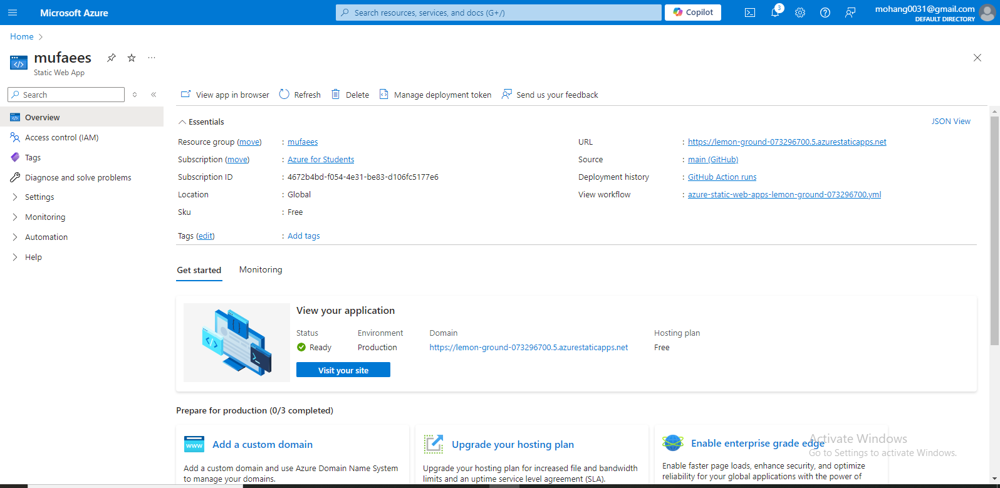 Microsoft Azure
Search resources, services, and docs (G+/)
Copilot
3
mohang0031@gmail.com
DEFAULT DIRECTORY
Home
mufaees
Static Web App
Search
Overview
Access control (IAM)
Tags
Diagnose and solve problems
Settings
Monitoring
Automation
Help
View app in browser
Refresh
Delete
Manage deployment token
Send us your feedback
Essentials
JSON View
Resource group (move) : mufaees
Subscription (move) : Azure for Students
Subscription ID : 4672b4bd-f054-4e31-be83-d106fc5177e6
Location : Global
Sku : Free
Tags (edit) : Add tags
URL : https://lemon-ground-073296700.5.azurestaticapps.net
Source : main (GitHub)
Deployment history : GitHub Action runs
View workflow : azure-static-web-apps-lemon-ground-073296700.yml
Get started
Monitoring
View your application
Status
Ready
Environment
Production
Domain
https://lemon-ground-073296700.5.azurestaticapps.net
Hosting plan
Free
Visit your site
Prepare for production (0/3 completed)
www
Add a custom domain
Add a custom domain and use Azure Domain Name System
to manage your domains.
Upgrade your hosting plan
Upgrade your hosting plan for increased file and bandwidth
limits and an uptime service level agreement (SLA).
Enable enterprise grade edge
Enable faster page loads, enhance security, and optimize
reliability for your global applications with the power of
Activate Windows
Go to Settings to activate Windows.